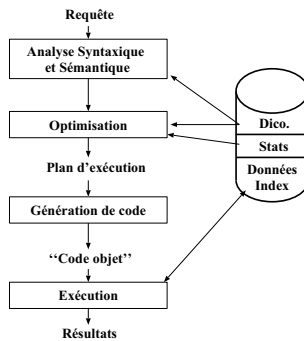 Requête
Analyse Syntaxique
et Sémantique
Optimisation
Plan d'exécution
Génération de code
‘‘Code objet’’
Exécution
Résultats
Dico.
Stats
Données
Index